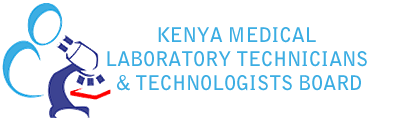 KENYA MEDICAL
LABORATORY TECHNICIANS
& TECHNOLOGISTS BOARD